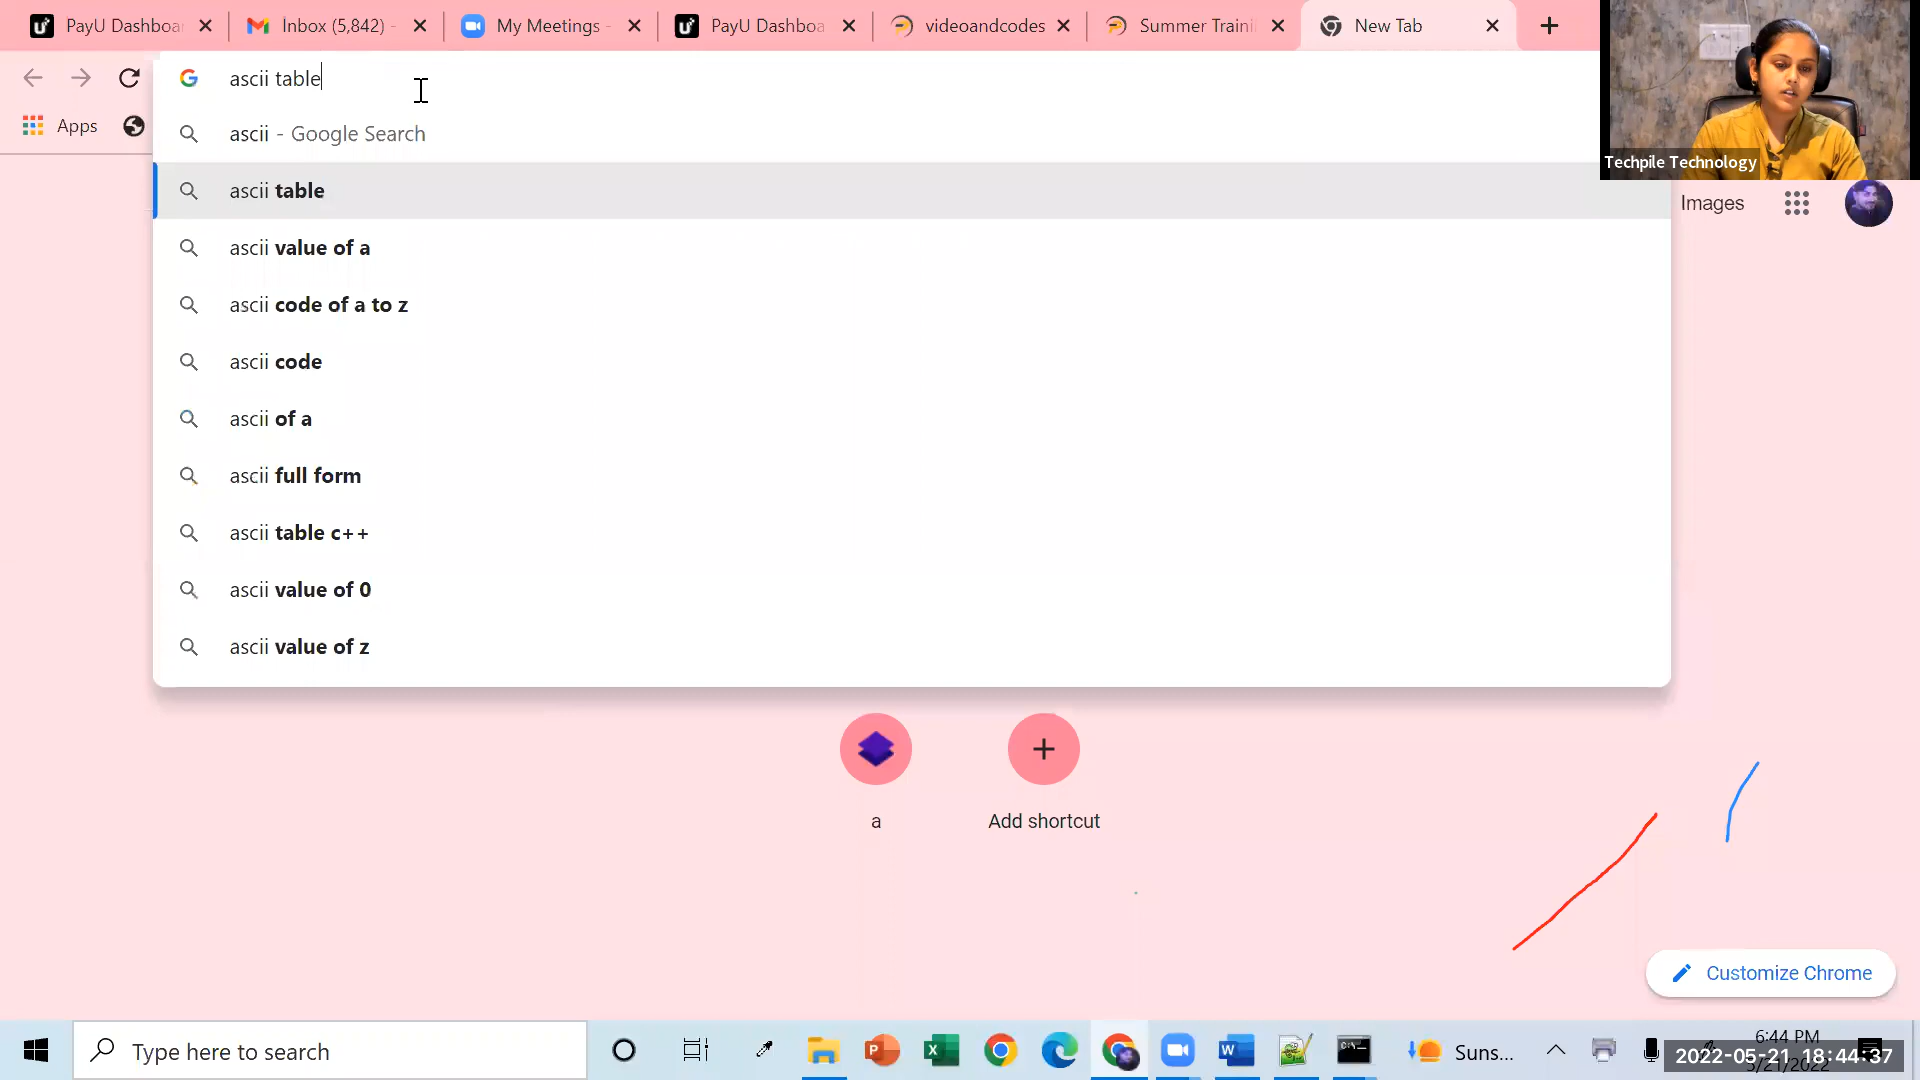 PayU Dashboar
Inbox (5,842) -
My Meetings -
PayU Dashboa
videoandcodes
Summer Traini
New Tab
ascii table
Apps
ascii - Google Search
ascii table
ascii value of a
ascii code of a to z
ascii code
ascii of a
ascii full form
ascii table c++
ascii value of 0
ascii value of z
Techpile Technology
Images
a
Add shortcut
Customize Chrome
Type here to search
Suns...
6:44 PM
2022-05-21 18:44:37